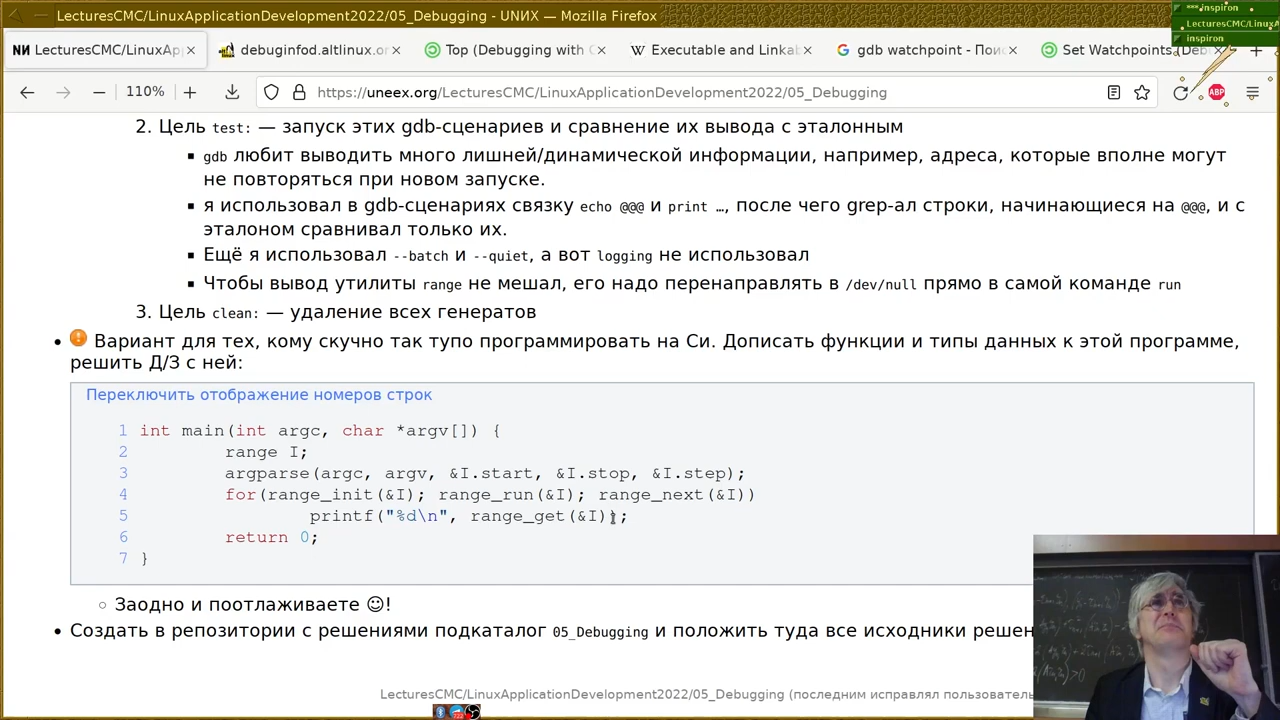 LecturesCMC/LinuxApplicationDevelopment2022/05_Debugging - UNИX — Mozilla Firefox
***inspiron
LecturesCMC/LinuxA
inspiron
ИИ LecturesCMC/LinuxAp
debuginfod.altlinux.or
Top (Debugging with G
Executable and Linkab
gdb watchpoint - Пои
Set Watchpoints (Deb
110%
https://uneex.org/LecturesCMC/LinuxApplicationDevelopment2022/05_Debugging
ABP
2. Цель test: — запуск этих gdb-сценариев и сравнение их вывода с эталонным
gdb любит выводить много лишней/динамической информации, например, адреса, которые вполне могут
не повторяться при новом запуске.
я использовал в gdb-сценариях связку echo @@@ и print …, после чего grep-ал строки, начинающиеся на @@@, и с
эталоном сравнивал только их.
Ещё я использовал --batch и --quiet, а вот logging не использовал
Чтобы вывод утилиты range не мешал, его надо перенаправлять в /dev/null прямо в самой команде run
3. Цель clean: — удаление всех генератов
Вариант для тех, кому скучно так тупо программировать на Си. Дописать функции и типы данных к этой программе,
решить Д/З с ней:
Переключить отображение номеров строк
1 int main(int argc, char *argv[]) {
2 range I;
3 argparse(argc, argv, &I.start, &I.stop, &I.step);
4 for(range_init(&I); range_run(&I); range_next(&I))
5 printf("%d\n", range_get(&I));
6 return 0;
7 }
Заодно и поотлаживаете ☺!
Создать в репозитории с решениями подкаталог 05_Debugging и положить туда все исходники решен
LecturesCMC/LinuxApplicationDevelopment2022/05_Debugging (последним исправлял пользовател